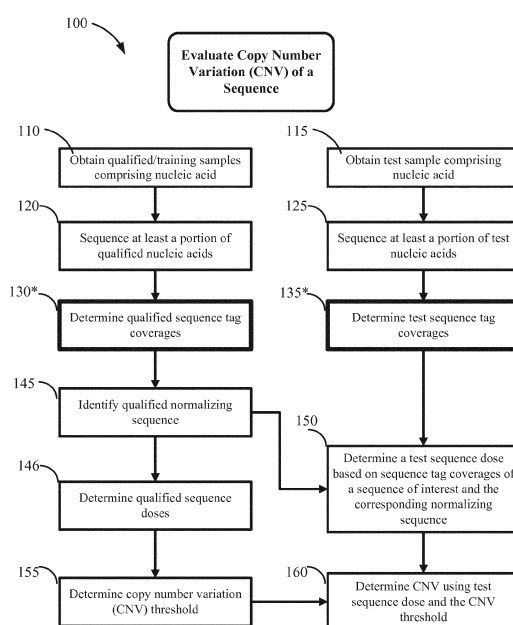 100
Evaluate Copy Number
Variation (CNV) of a
Sequence
110
Obtain qualified/training samples
comprising nucleic acid
115
Obtain test sample comprising
nucleic acid
120
Sequence at least a portion of
qualified nucleic acids
125
Sequence at least a portion of test
nucleic acids
130*
Determine qualified sequence tag
coverages
135*
Determine test sequence tag
coverages
145
Identify qualified normalizing
sequence
150
Determine a test sequence dose
based on sequence tag coverages of
a sequence of interest and the
corresponding normalizing
sequence
146
Determine qualified sequence
doses
155
Determine copy number variation
(CNV) threshold
160
Determine CNV using test
sequence dose and the CNV
threshold